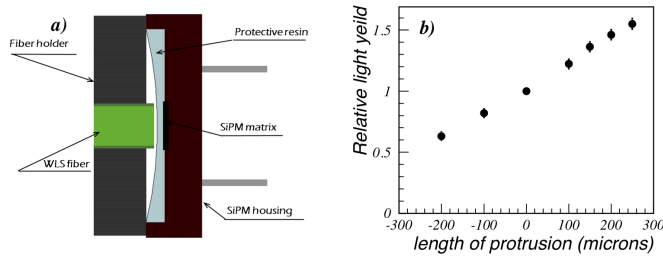 a)
Fiber holder
Protective resin
SiPM matrix
WLS fiber
SiPM housing
b)
Relative light yeild
1.5
1
0.5
0
-300 -200 -100 0 100 200 300
length of protrusion (microns)